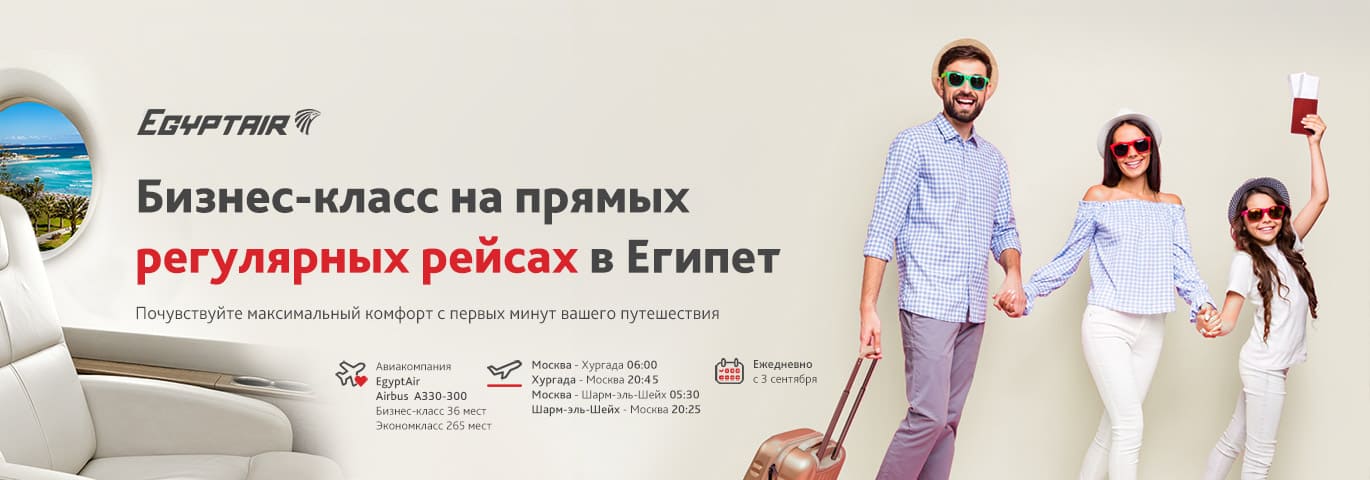 EGYPTAIR
Бизнес-класс на прямых
регулярных рейсах в Египет
Почувствуйте максимальный комфорт с первых минут вашего путешествия
Авиакомпания
EgyptAir
Airbus A330-300
Бизнес-класс 36 мест
Экономкласс 265 мест
Москва - Хургада 06:00
Хургада - Москва 20:45
Москва - Шарм-эль-Шейх 05:30
Шарм-эль-Шейх - Москва 20:25
Ежедневно
с 3 сентября